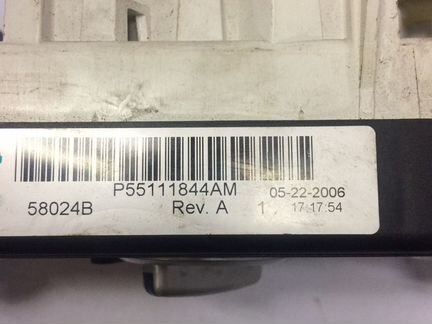 P55111844AM 05-22-2006
58024B Rev. A 1 17:17:54